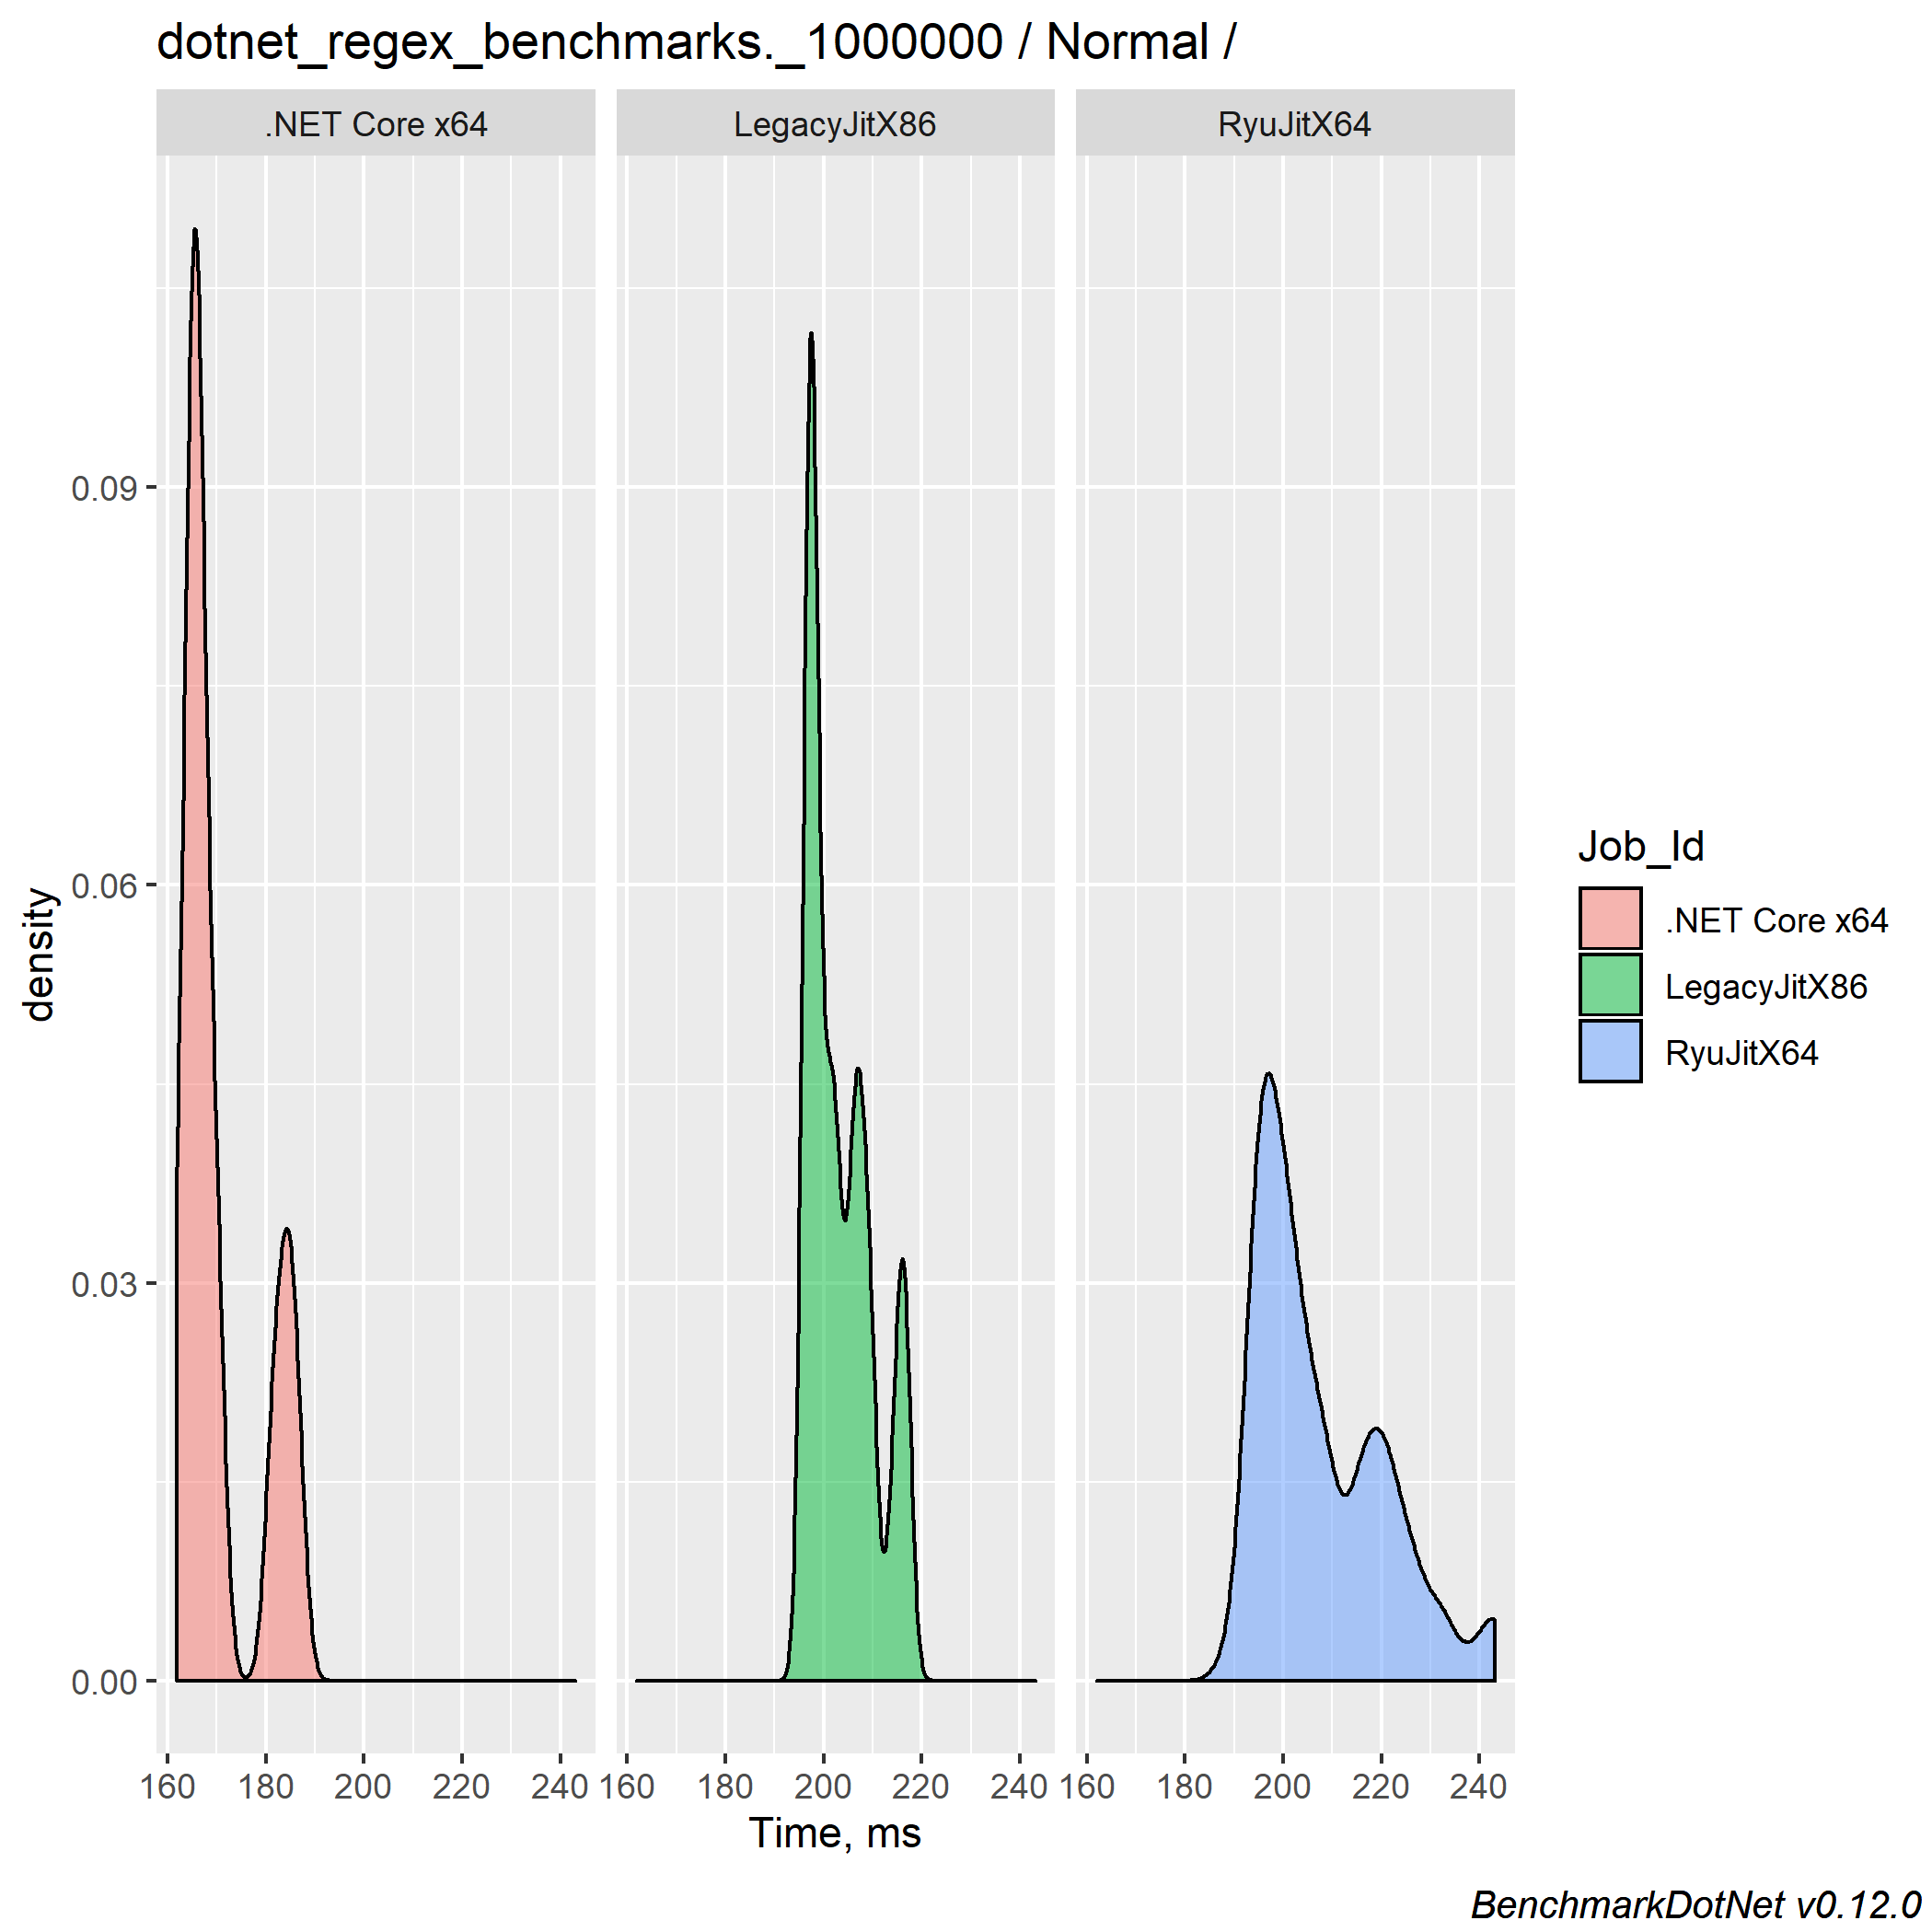 dotnet_regex_benchmarks._1000000 / Normal /
.NET Core x64
LegacyJitX86
RyuJitX64
density
0.09
0.06
0.03
0.00
160 180 200 220 240
160 180 200 220 240
160 180 200 220 240
Time, ms
Job_Id
.NET Core x64
LegacyJitX86
RyuJitX64
BenchmarkDotNet v0.12.0